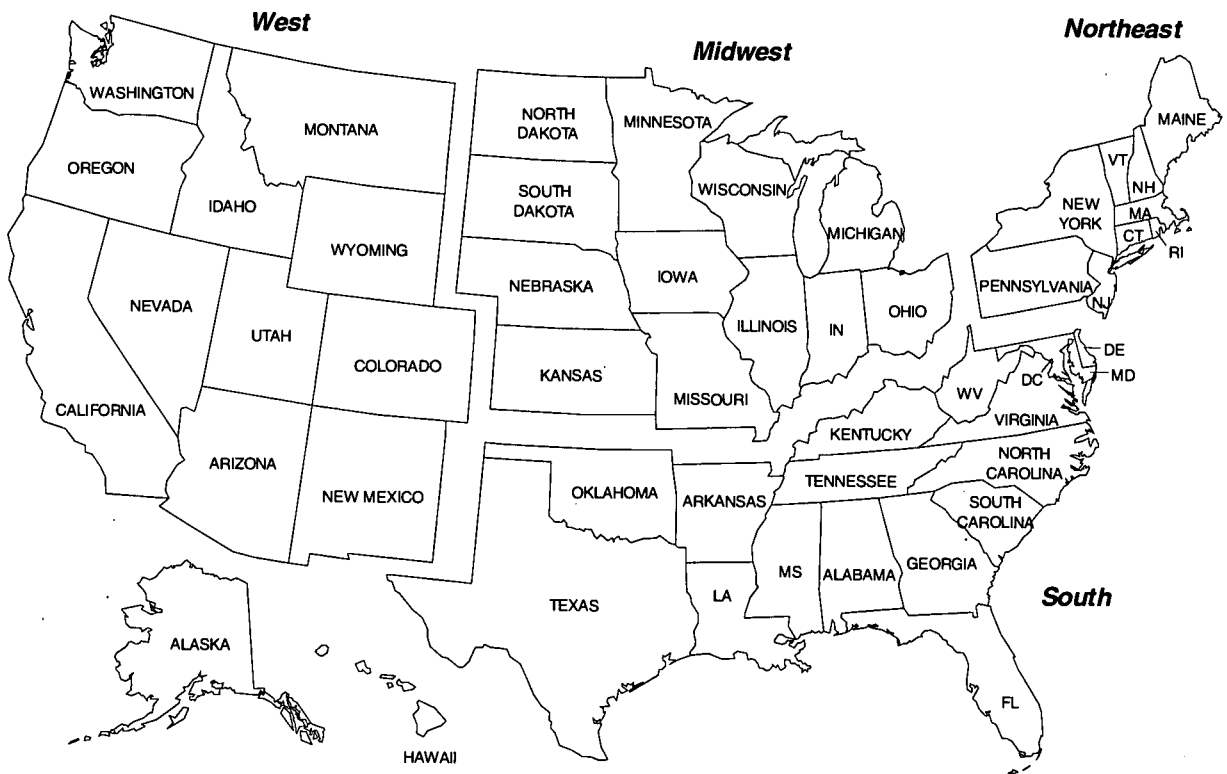 West
Midwest
Northeast
WASHINGTON
OREGON
IDAHO
MONTANA
WYOMING
CALIFORNIA
NEVADA
UTAH
COLORADO
ARIZONA
NEW MEXICO
ALASKA
HAWAII
NORTH
DAKOTA
SOUTH
DAKOTA
NEBRASKA
KANSAS
MINNESOTA
IOWA
MISSOURI
WISCONSIN
ILLINOIS
MICHIGAN
IN
OHIO
MAINE
VT
NH
NEW
YORK
MA
CT
RI
PENNSYLVANIA
NJ
DE
MD
DC
WV
VIRGINIA
KENTUCKY
NORTH
CAROLINA
TENNESSEE
SOUTH
CAROLINA
OKLAHOMA
ARKANSAS
TEXAS
LA
MS
ALABAMA
GEORGIA
FL
South